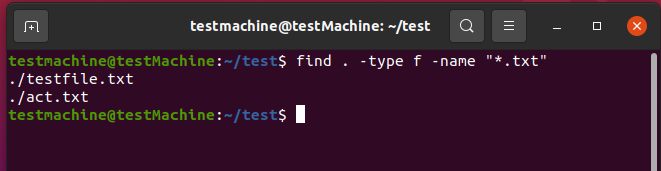 testmachine@testMachine: ~/test
testmachine@testMachine:~/test$ find . -type f -name "*.txt"
./testfile.txt
./act.txt
testmachine@testMachine:~/test$